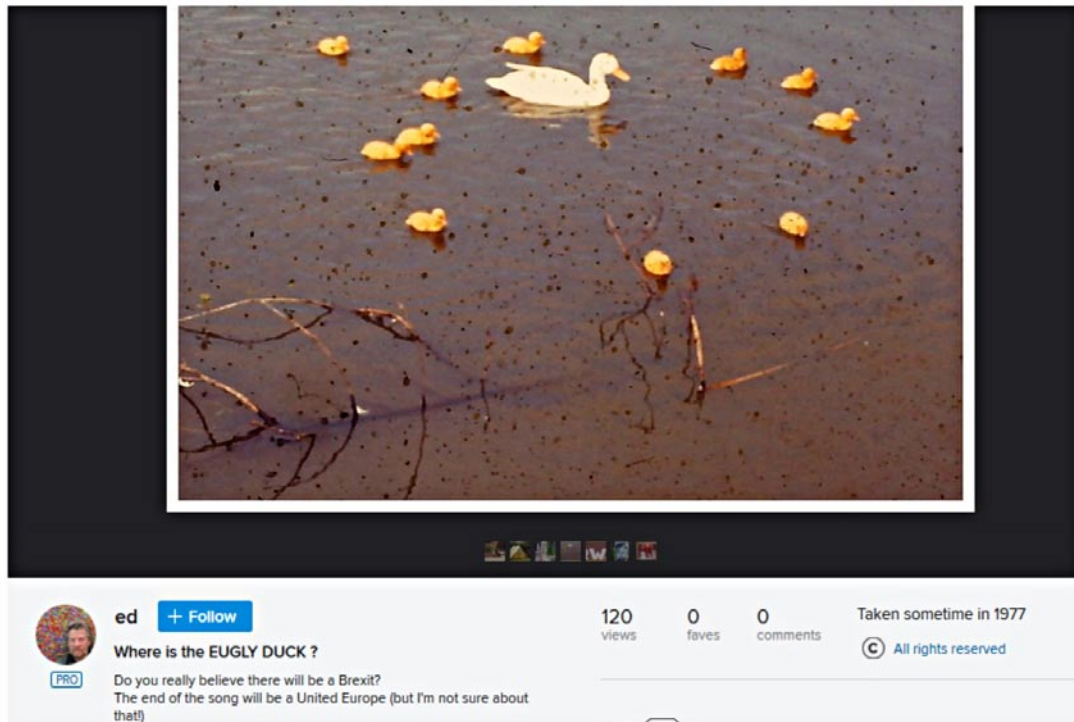 ed
+ Follow
PRO
Where is the EUGLY DUCK ?
Do you really believe there will be a Brexit?
The end of the song will be a United Europe (but I'm not sure about
that!)
120
views
0
faves
0
comments
Taken sometime in 1977
C All rights reserved